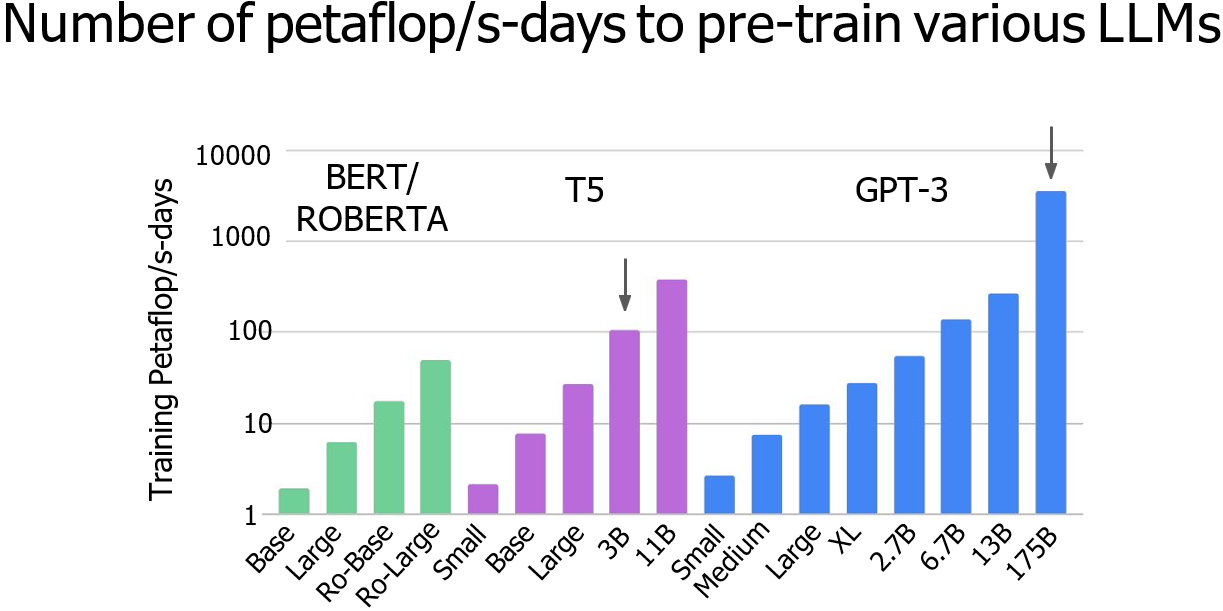 Number of petaflop/s-days to pre-train various LLMs
Training Petaflop/s-days
10000
1000
100
10
1
BERT/
ROBERTA
T5
GPT-3
Base
Large
Ro-Base
Ro-Large
Small
Base
Large
3B
11B
Small
Medium
Large
XL
2.7B
6.7B
13B
175B